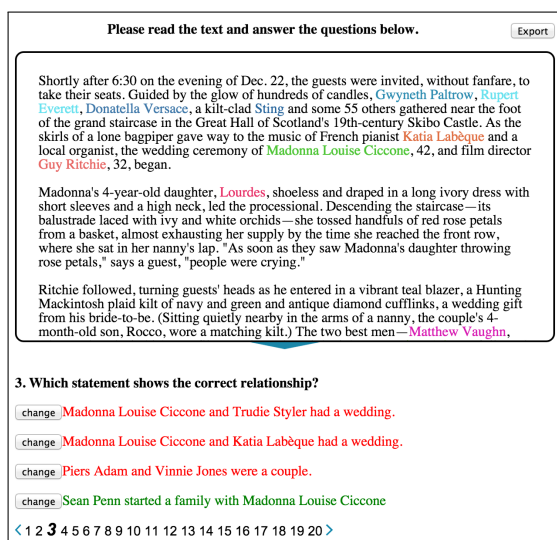 Please read the text and answer the questions below.
Export
Shortly after 6:30 on the evening of Dec. 22, the guests were invited, without fanfare, to
take their seats. Guided by the glow of hundreds of candles, Gwyneth Paltrow, Rupert
Everett, Donatella Versace, a kilt-clad Sting and some 55 others gathered near the foot
of the grand staircase in the Great Hall of Scotland's 19th-century Skibo Castle. As the
skirls of a lone bagpiper gave way to the music of French pianist Katia Labèque and a
local organist, the wedding ceremony of Madonna Louise Ciccone, 42, and film director
Guy Ritchie, 32, began.
Madonna's 4-year-old daughter, Lourdes, shoeless and draped in a long ivory dress with
short sleeves and a high neck, led the processional. Descending the staircase—its
balustrade laced with ivy and white orchids—she tossed handfuls of red rose petals
from a basket, almost exhausting her supply by the time she reached the front row,
where she sat in her nanny's lap. "As soon as they saw Madonna's daughter throwing
rose petals," says a guest, "people were crying."
Ritchie followed, turning guests' heads as he entered in a vibrant teal blazer, a Hunting
Mackintosh plaid kilt of navy and green and antique diamond cufflinks, a wedding gift
from his bride-to-be. (Sitting quietly nearby in the arms of a nanny, the couple's 4-
month-old son, Rocco, wore a matching kilt.) The two best men—Matthew Vaughn,
3. Which statement shows the correct relationship?
change Madonna Louise Ciccone and Trudie Styler had a wedding.
change Madonna Louise Ciccone and Katia Labèque had a wedding.
change Piers Adam and Vinnie Jones were a couple.
change Sean Penn started a family with Madonna Louise Ciccone
< 1 2 3 4 5 6 7 8 9 10 11 12 13 14 15 16 17 18 19 20 >